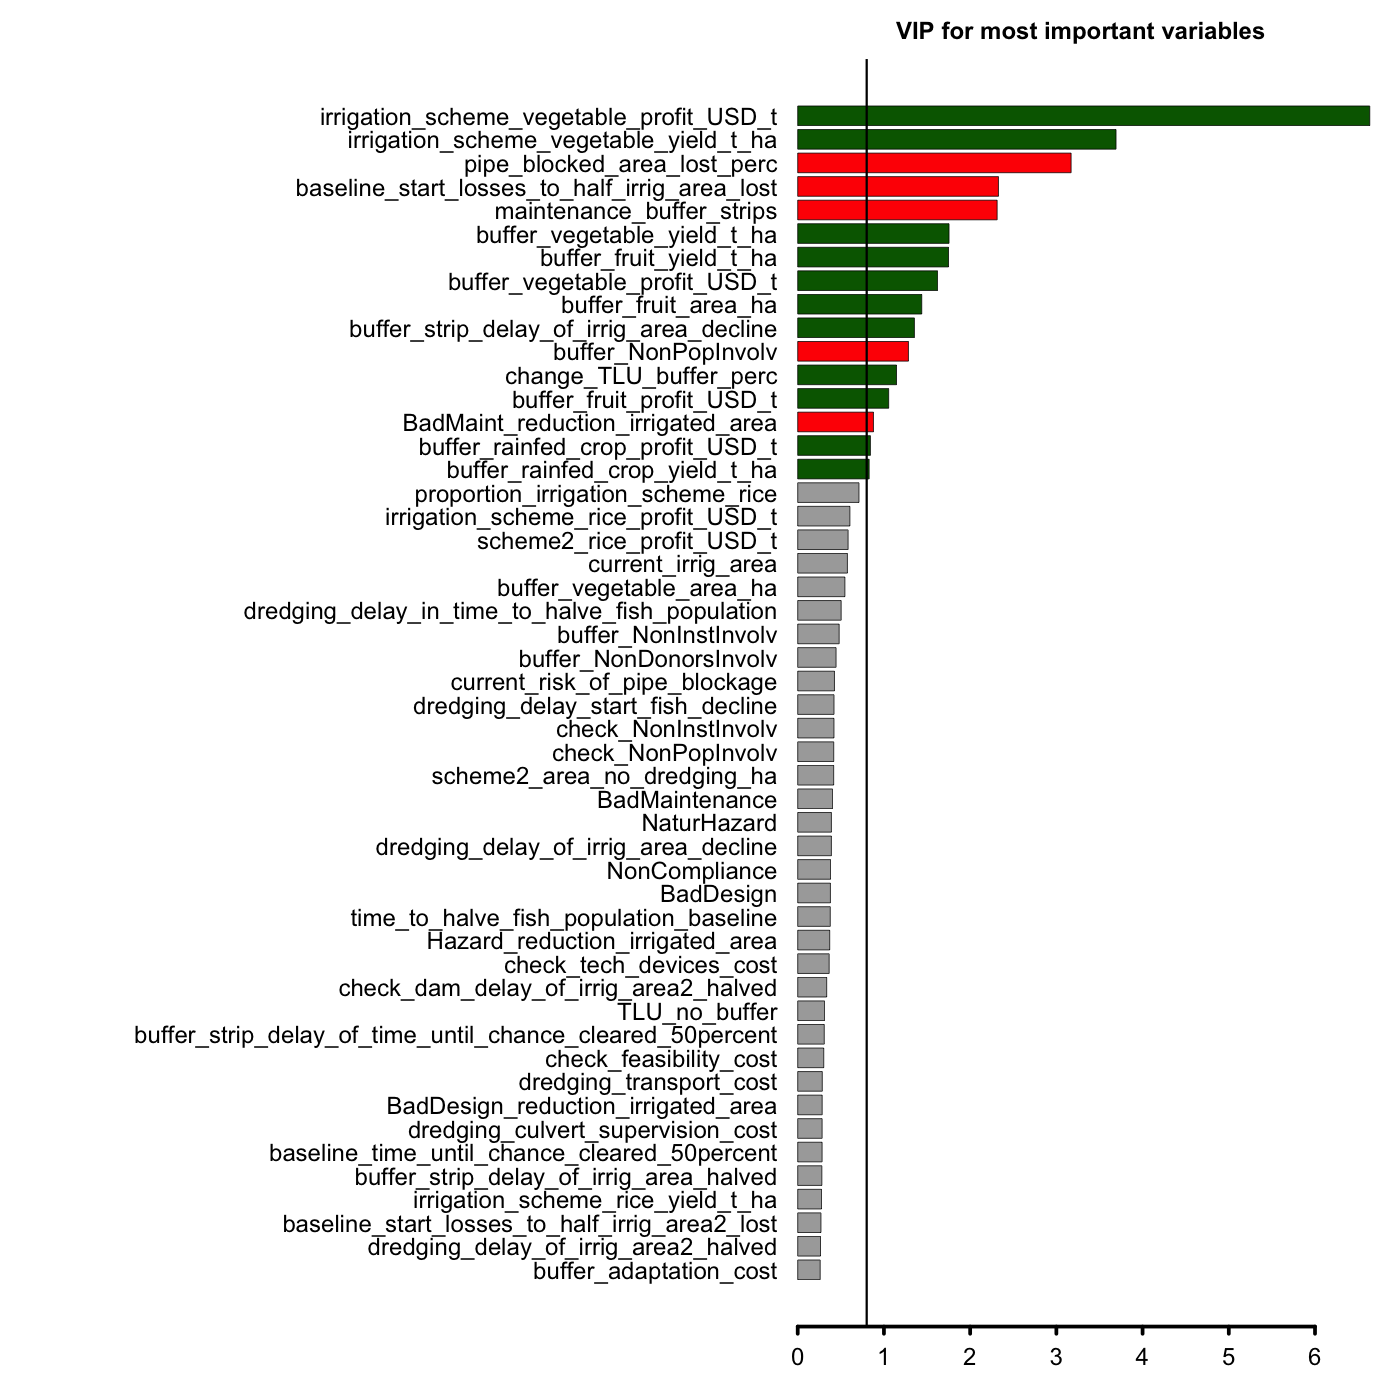 VIP for most important variables
irrigation_scheme_vegetable_profit_USD_t
irrigation_scheme_vegetable_yield_t_ha
pipe_blocked_area_lost_perc
baseline_start_losses_to_half_irrig_area_lost
maintenance_buffer_strips
buffer_vegetable_yield_t_ha
buffer_fruit_yield_t_ha
buffer_vegetable_profit_USD_t
buffer_fruit_area_ha
buffer_strip_delay_of_irrig_area_decline
buffer_NonPopInvolv
change_TLU_buffer_perc
buffer_fruit_profit_USD_t
BadMaint_reduction_irrigated_area
buffer_rainfed_crop_profit_USD_t
buffer_rainfed_crop_yield_t_ha
proportion_irrigation_scheme_rice
irrigation_scheme_rice_profit_USD_t
scheme2_rice_profit_USD_t
current_irrig_area
buffer_vegetable_area_ha
dredging_delay_in_time_to_halve_fish_population
buffer_NonInstInvolv
buffer_NonDonorsInvolv
current_risk_of_pipe_blockage
dredging_delay_start_fish_decline
check_NonInstInvolv
check_NonPopInvolv
scheme2_area_no_dredging_ha
BadMaintenance
NaturHazard
dredging_delay_of_irrig_area_decline
NonCompliance
BadDesign
time_to_halve_fish_population_baseline
Hazard_reduction_irrigated_area
check_tech_devices_cost
check_dam_delay_of_irrig_area2_halved
TLU_no_buffer
buffer_strip_delay_of_time_until_chance_cleared_50percent
check_feasibility_cost
dredging_transport_cost
BadDesign_reduction_irrigated_area
dredging_culvert_supervision_cost
baseline_time_until_chance_cleared_50percent
buffer_strip_delay_of_irrig_area_halved
irrigation_scheme_rice_yield_t_ha
baseline_start_losses_to_half_irrig_area2_lost
dredging_delay_of_irrig_area2_halved
buffer_adaptation_cost
0 1 2 3 4 5 6